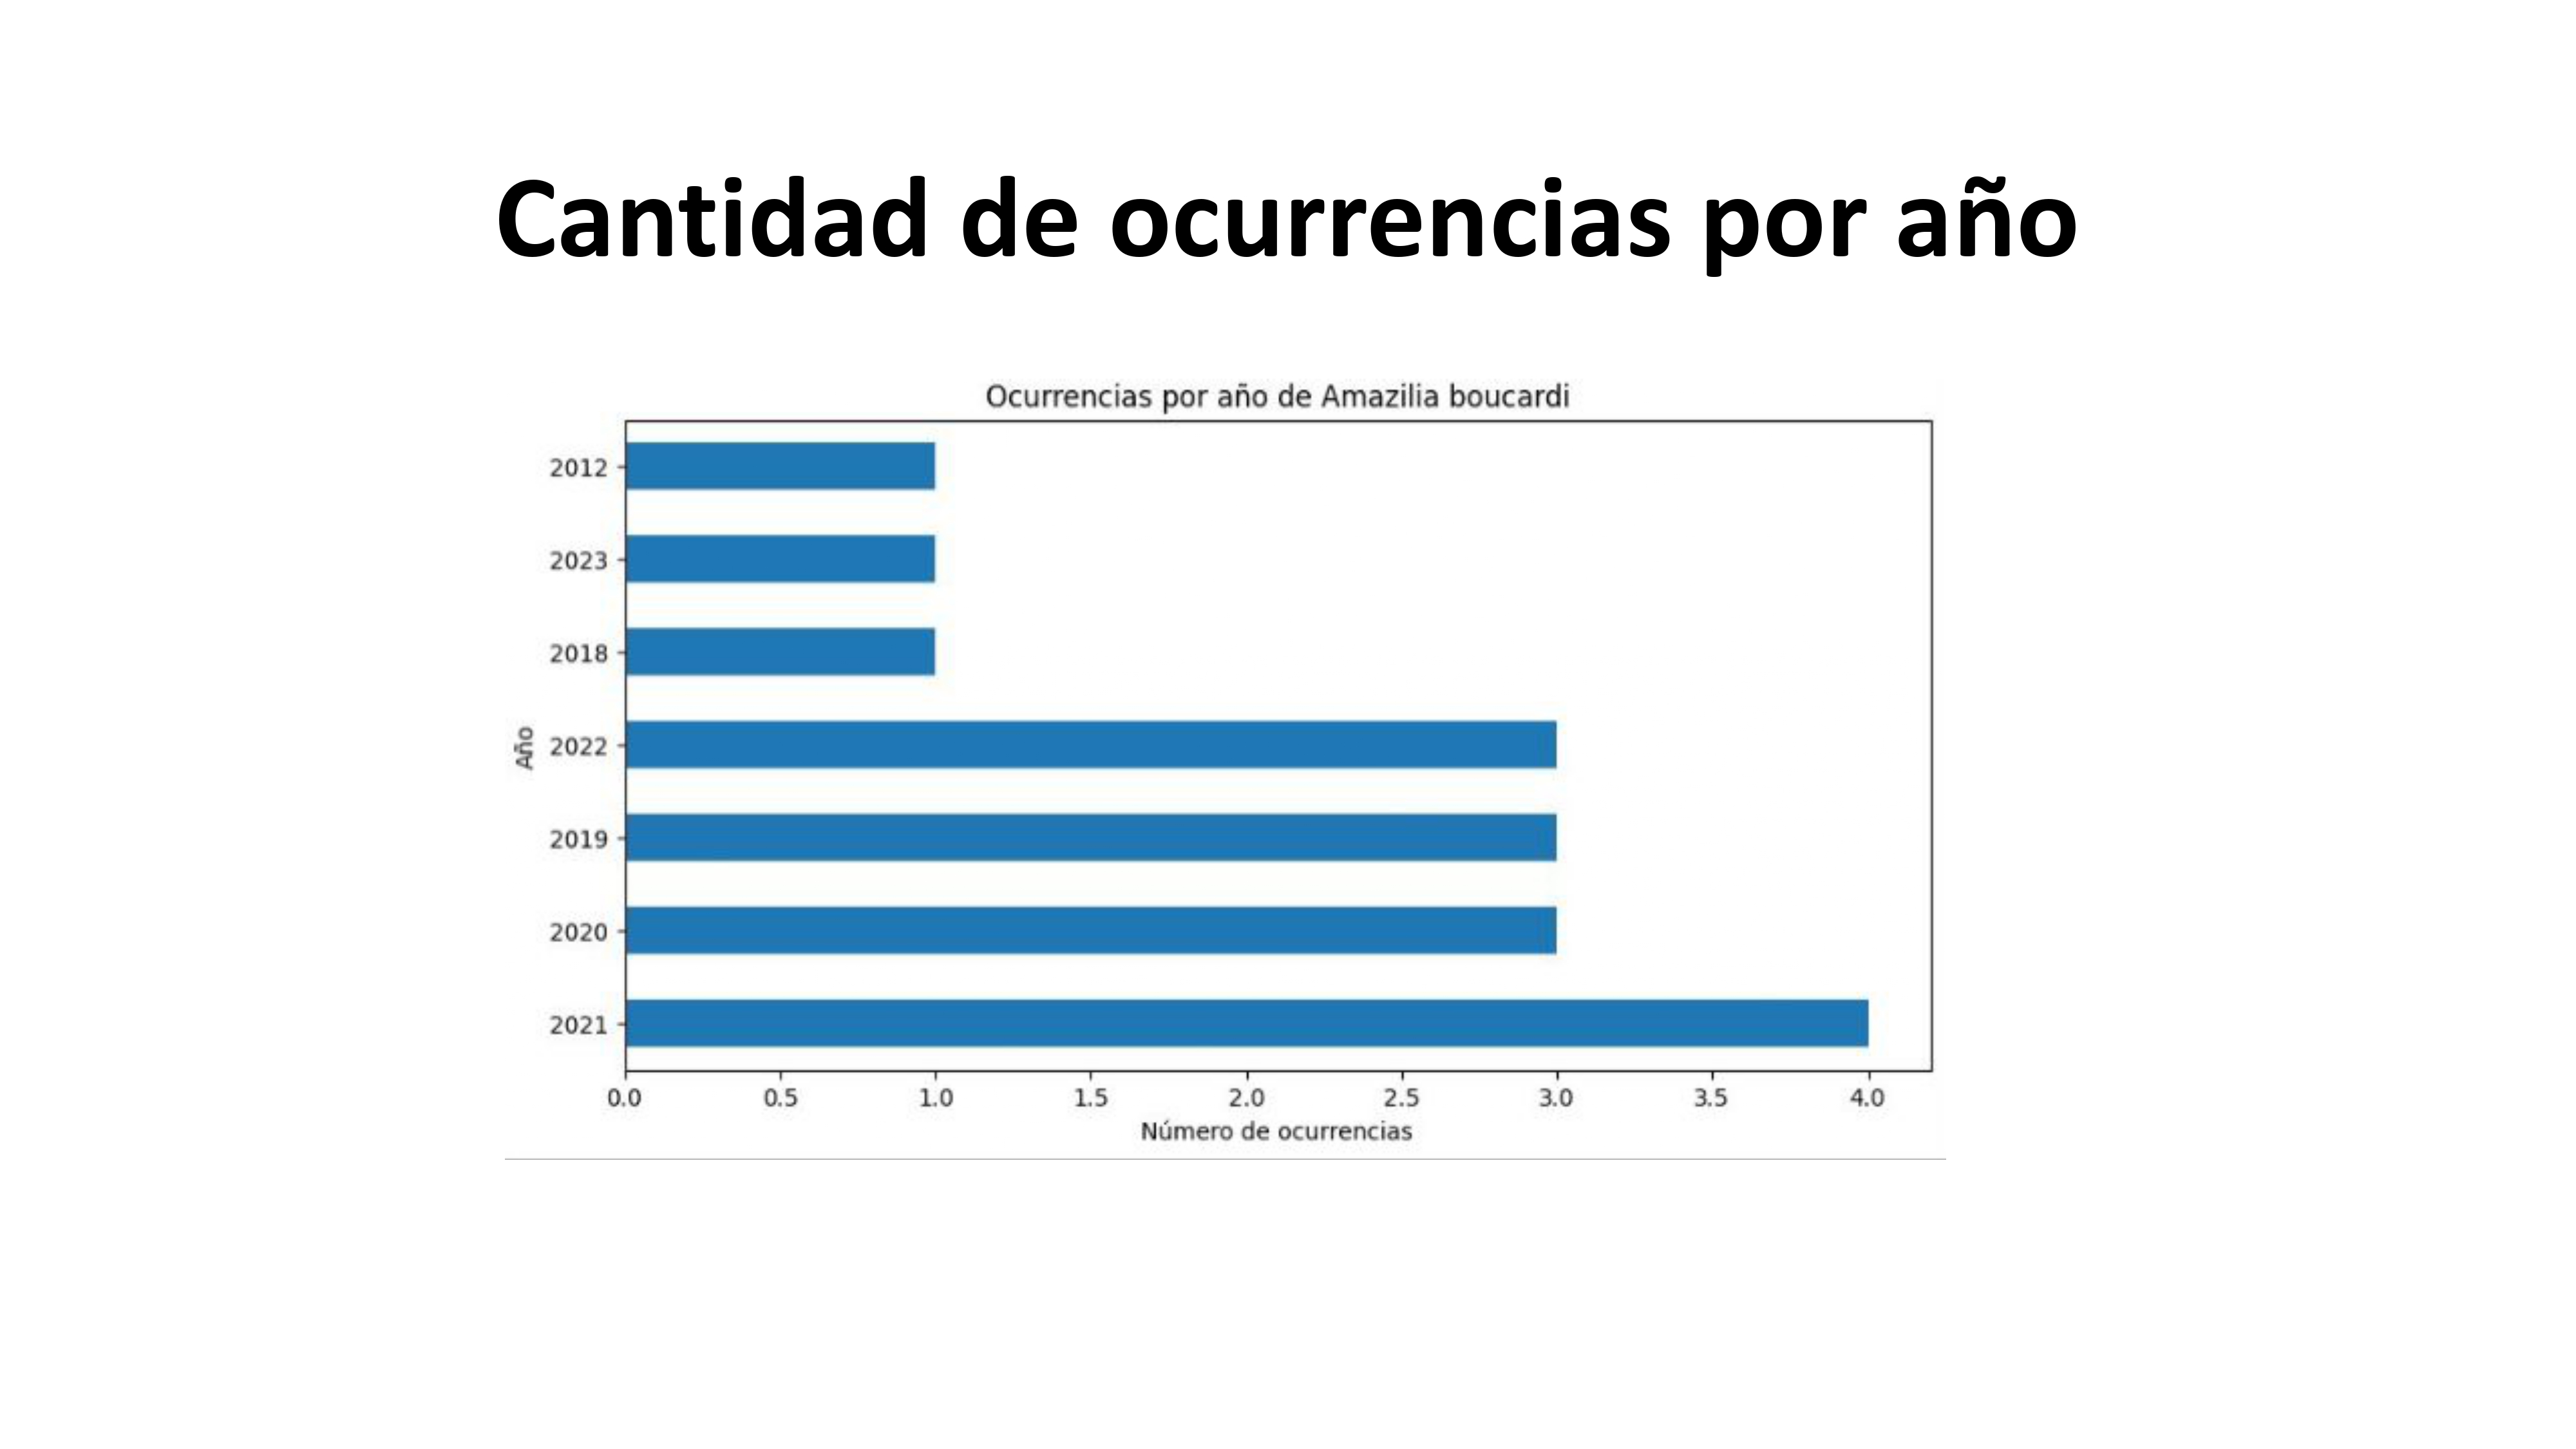 Cantidad de ocurrencias por año
Ocurrencias por año de Amazilia boucardi
2012
2023
2018
Año
2022
2019
2020
2021
0.0 0.5 1.0 1.5 2.0 2.5 3.0 3.5 4.0
Número de ocurrencias